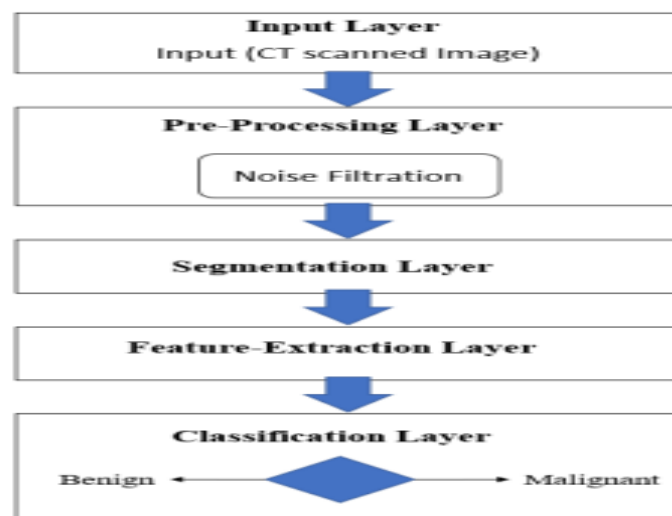 Input Layer
Input (CT scanned Image)
Pre-Processing Layer
Noise Filtration
Segmentation Layer
Feature-Extraction Layer
Classification Layer
Benign
Malignant